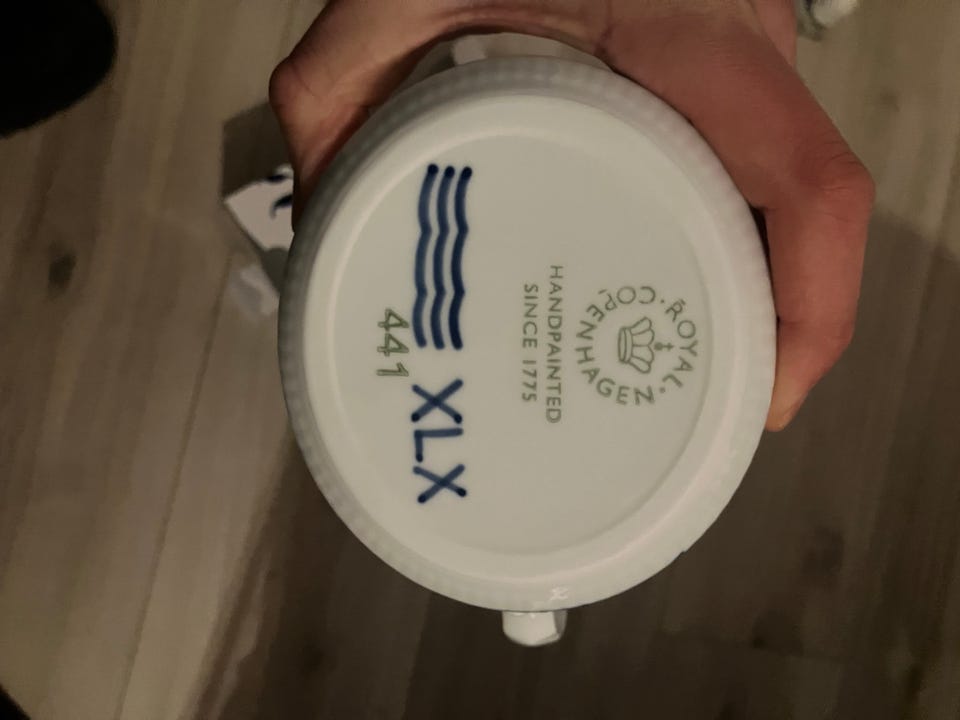 ROYAL.
COPENHAGEN
HANDPAINTED
SINCE 1775
XLX
441